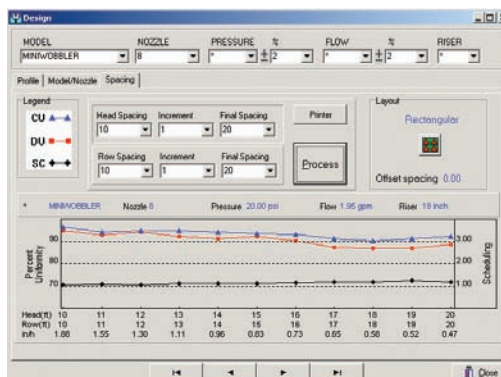 Design
MODEL NOZZLE PRESSURE % FLOW % RISER
MINIWOBBLER 8 * ± 2 * ± 2 *
Profile Model/Nozzle Spacing
Legend
CU
DU
SC
Head Spacing Increment Final Spacing
10 1 20
Row Spacing Increment Final Spacing
10 1 20
Printer
Process
Layout
Rectangular
Offset spacing 0.00
* MINIWOBBLER Nozzle 8 Pressure 20.00 psi Flow 1.95 gpm Riser 18 inch
Percent Uniformity
90
80
70
3.00
2.00
1.00
Scheduling
Head(ft) 10 11 12 13 14 15 16 17 18 19 20
Row(ft) 10 11 12 13 14 15 16 17 18 19 20
in/h 1.88 1.55 1.30 1.11 0.96 0.83 0.73 0.65 0.58 0.52 0.47
Close